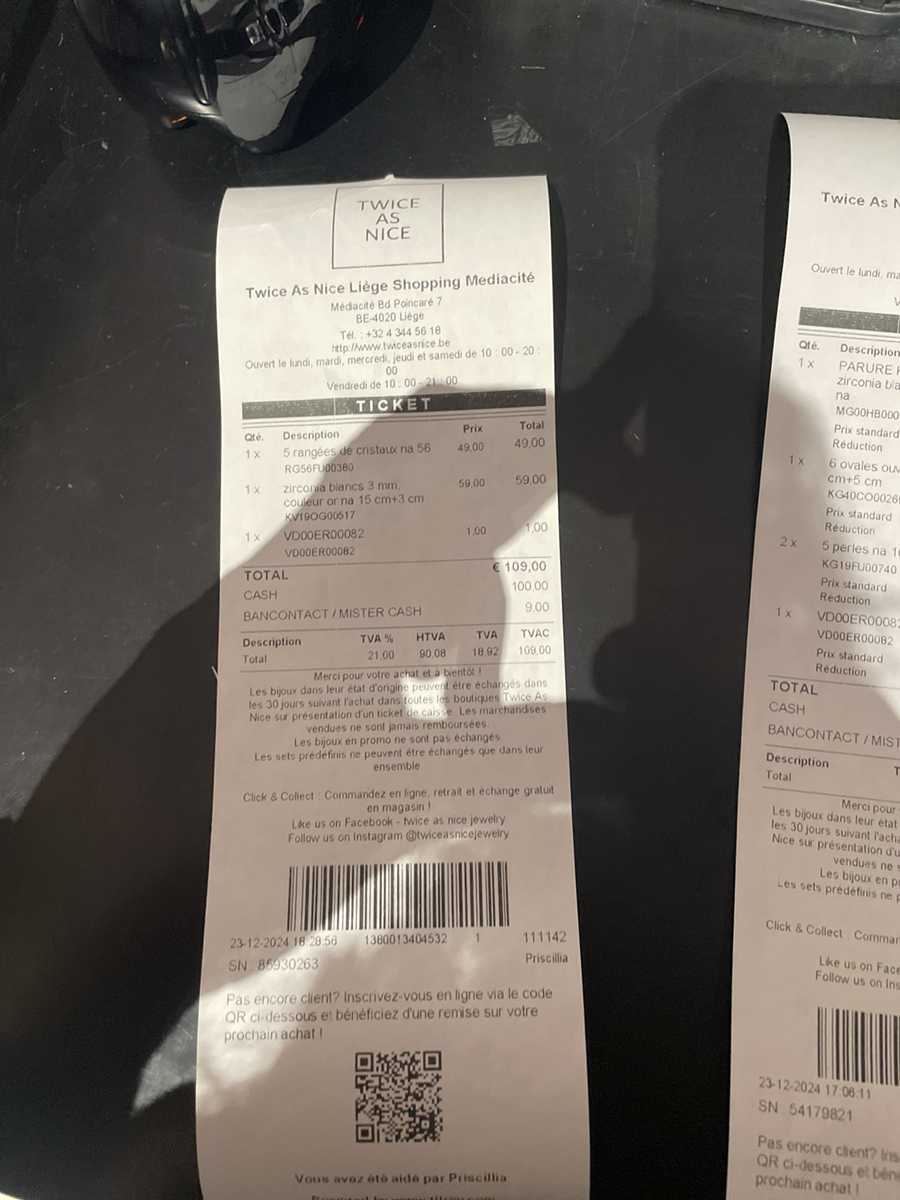 TWICE
AS
NICE
Twice As Nice Liège Shopping Mediacité
Médiacité Bd Poincaré 7
BE-4020 Liège
Tél. : +32 4 344 56 18
http://www.twiceasnice.be
Ouvert le lundi, mardi, mercredi, jeudi et samedi de 10 : 00 - 20 :
00
Vendredi de 10 : 00 - 21 : 00
TICKET
Qté. Description Prix Total
1 x 5 rangées de cristaux na 56 49,00 49,00
RG56FU00380
1 x zirconia blancs 3 mm, 59,00 59,00
couleur or na 15 cm+3 cm
KV19OG00517
1 x VD00ER00082 1,00 1,00
VD00ER00082
TOTAL € 109,00
CASH 100,00
BANCONTACT / MISTER CASH 9,00
Description TVA % HTVA TVA TVAC
Total 21,00 90,08 18,92 109,00
Merci pour votre achat et à bientôt !
Les bijoux dans leur état d'origine peuvent être échangés dans
les 30 jours suivant l'achat dans toutes les boutiques Twice As
Nice sur présentation d'un ticket de caisse. Les marchandises
vendues ne sont jamais remboursées.
Les bijoux en promo ne sont pas échangés
Les sets prédéfinis ne peuvent être échangés que dans leur
ensemble
Click & Collect : Commandez en ligne, retrait et échange gratuit
en magasin !
Like us on Facebook - twice as nice jewelry
Follow us on Instagram @twiceasnicejewelry
23-12-2024 18:28:56 1380013404532 1 111142
SN : 85930263 Priscillia
Pas encore client? Inscrivez-vous en ligne via le code
QR ci-dessous et bénéficiez d'une remise sur votre
prochain achat !
Vous avez été aidé par Priscillia
Twice As N
Ouvert le lundi, ma
V
Qté. Description
1 x PARURE
zirconia bla
na
MG00HB000
Prix standard
Réduction
1 x 6 ovales ouv
cm+5 cm
KG40CO0026
Prix standard
Réduction
2 x 5 perles na 1
KG19FU00740
Prix standard
Réduction
1 x VD00ER0008
VD00ER00082
Prix standard
Réduction
TOTAL
CASH
BANCONTACT / MIST
Description T
Total
Merci pour
Les bijoux dans leur état
les 30 jours suivant l'acha
Nice sur présentation d'u
vendues ne
Les bijoux en p
Les sets prédéfinis ne p
Click & Collect : Comman
Like us on Face
Follow us on Ins
23-12-2024 17:06:11
SN : 54179821
Pas encore client? Ins
QR ci-dessous et béné
prochain achat !